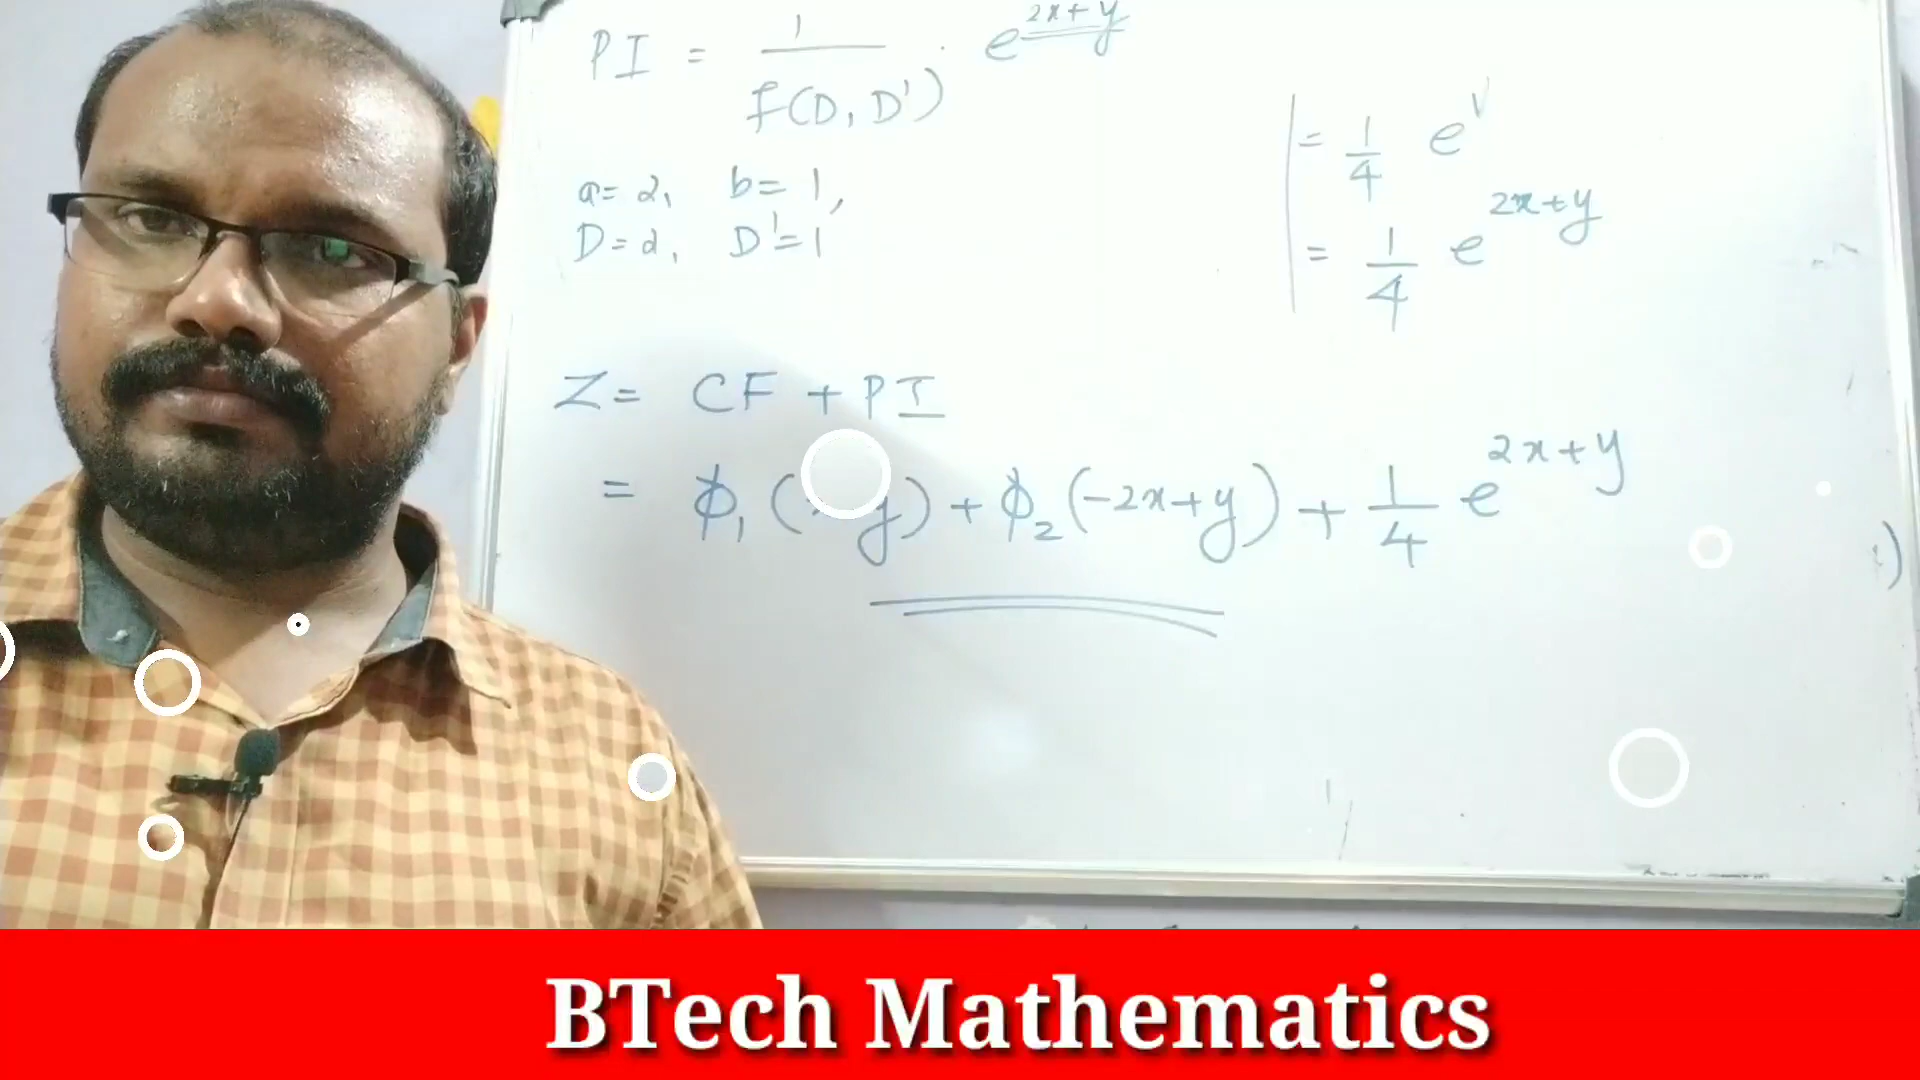 PI = 1 / f(D, D') · e^(2x+y)
a = 2, b = 1,
D = 2, D' = 1
= 1/4 e^v
= 1/4 e^(2x+y)
Z = CF + PI
= ϕ₁( y) + ϕ₂(-2x+y) + 1/4 e^(2x+y)
BTech Mathematics